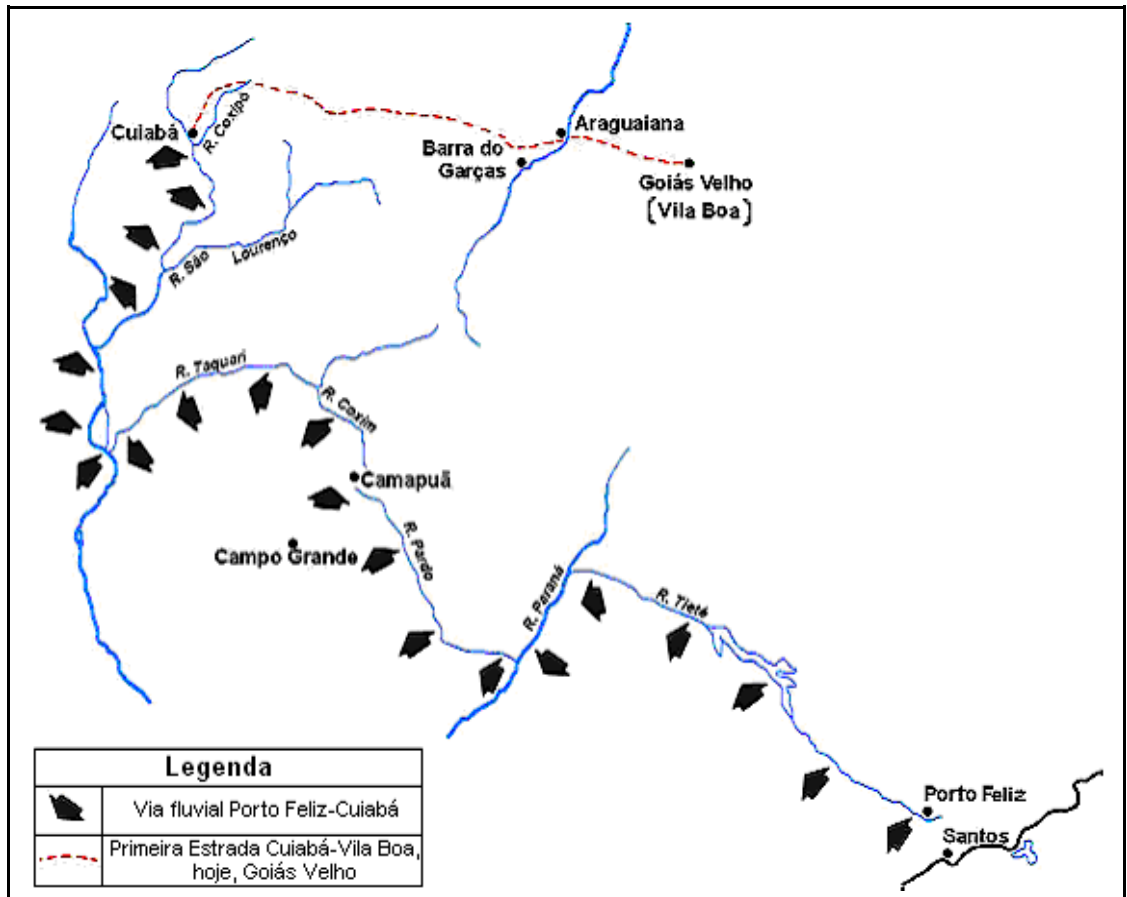 Cuiabá
R. Coxipo
Araguaiana
Barra do
Garças
Goiás Velho
[Vila Boa]
R. São Lourenço
R. Taquari
R. Coxim
Camapuã
R. Pardo
Campo Grande
R. Paraná
R. Tietê
Porto Feliz
Santos
Legenda
Via fluvial Porto Feliz-Cuiabá
Primeira Estrada Cuiabá-Vila Boa,
hoje, Goiás Velho